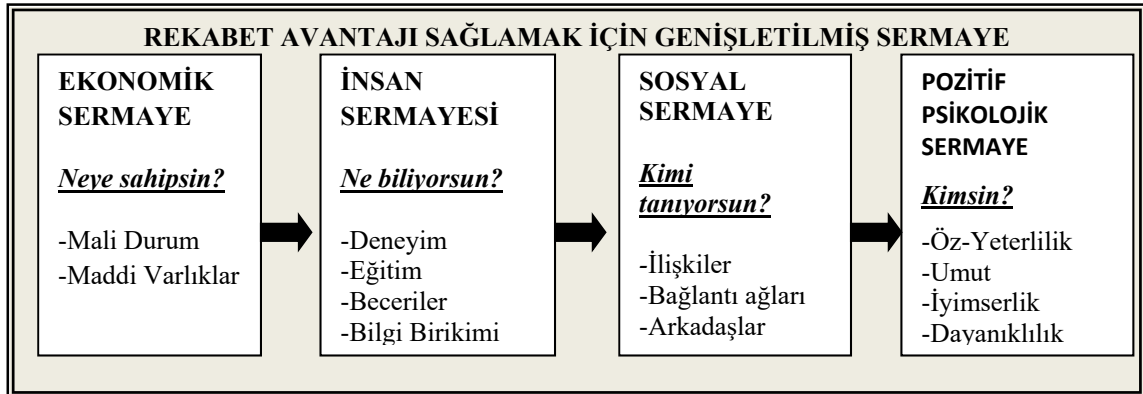 REKABET AVANTAJI SAĞLAMAK İÇİN GENİŞLETİLMİŞ SERMAYE
EKONOMİK
SERMAYE
Neye sahipsin?
-Mali Durum
-Maddi Varlıklar
İNSAN
SERMAYESİ
Ne biliyorsun?
-Deneyim
-Eğitim
-Beceriler
-Bilgi Birikimi
SOSYAL
SERMAYE
Kimi
tanıyorsun?
-İlişkiler
-Bağlantı ağları
-Arkadaşlar
POZİTİF
PSİKOLOJİK
SERMAYE
Kimsin?
-Öz-Yeterlilik
-Umut
-İyimserlik
-Dayanıklılık